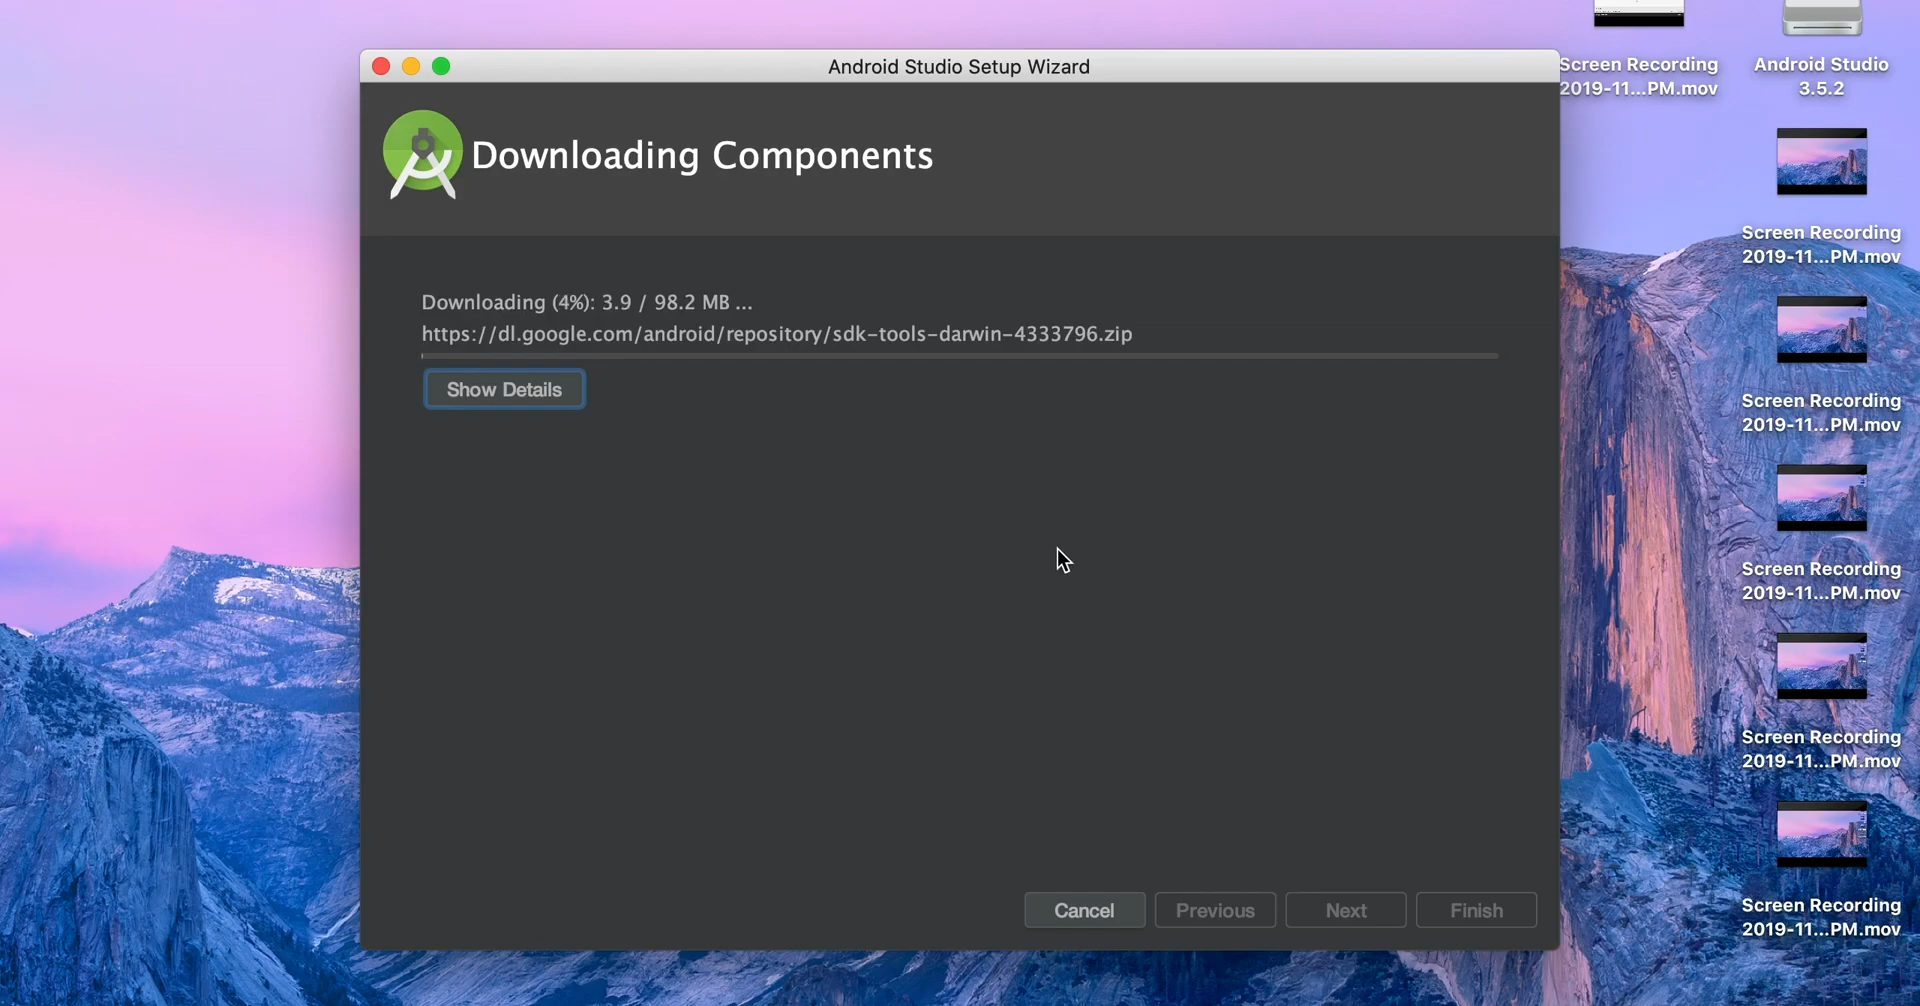 Android Studio Setup Wizard
Downloading Components
Downloading (4%): 3.9 / 98.2 MB ...
https://dl.google.com/android/repository/sdk-tools-darwin-4333796.zip
Show Details
Cancel
Previous
Next
Finish
Screen Recording
2019-11...PM.mov
Android Studio
3.5.2
Screen Recording
2019-11...PM.mov
Screen Recording
2019-11...PM.mov
Screen Recording
2019-11...PM.mov
Screen Recording
2019-11...PM.mov
Screen Recording
2019-11...PM.mov